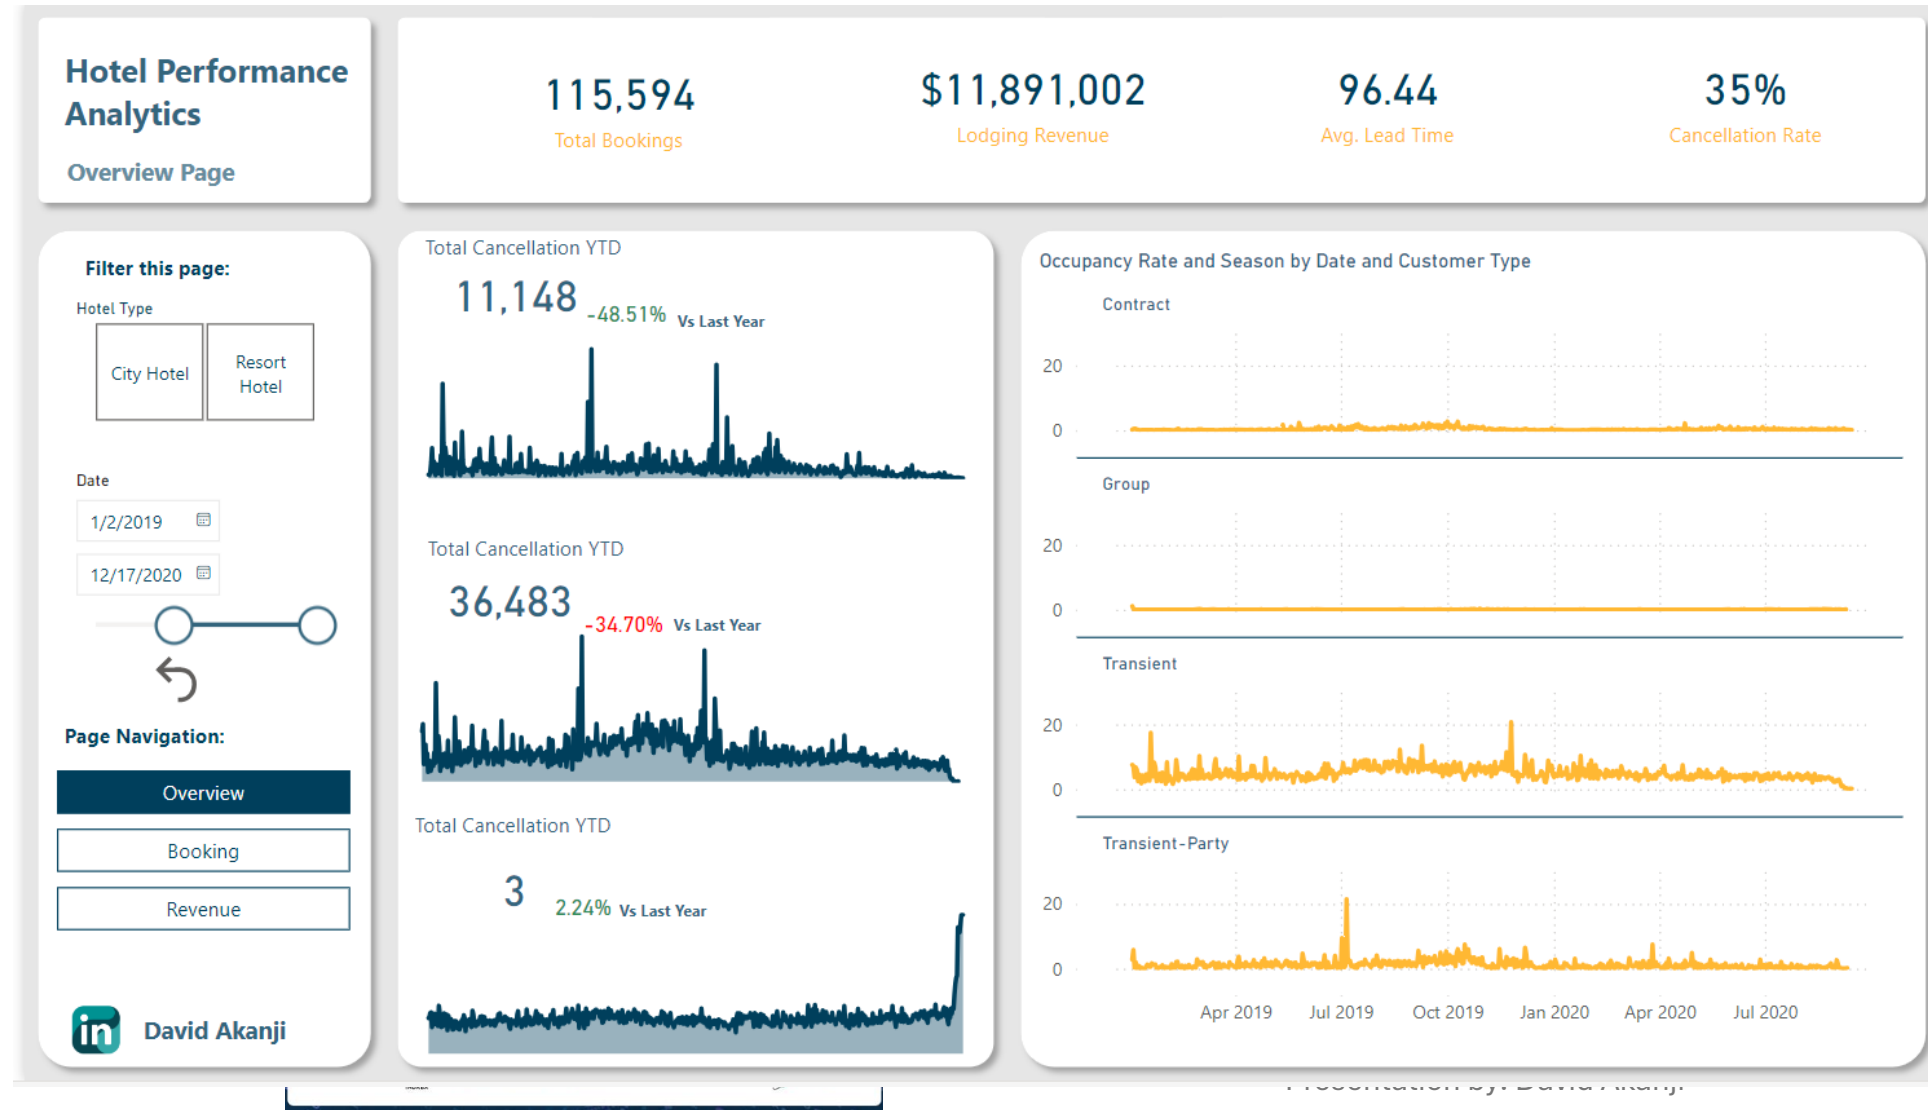 Hotel Performance
Analytics
Overview Page
115,594
Total Bookings
$11,891,002
Lodging Revenue
96.44
Avg. Lead Time
35%
Cancellation Rate
Filter this page:
Hotel Type
City Hotel
Resort
Hotel
Date
1/2/2019
12/17/2020
Page Navigation:
Overview
Booking
Revenue
in
David Akanji
Total Cancellation YTD
11,148
-48.51% Vs Last Year
Total Cancellation YTD
36,483
-34.70% Vs Last Year
Total Cancellation YTD
3
2.24% Vs Last Year
Occupancy Rate and Season by Date and Customer Type
Contract
20
0
Group
20
0
Transient
20
0
Transient-Party
20
0
Apr 2019 Jul 2019 Oct 2019 Jan 2020 Apr 2020 Jul 2020
Presentation by: David Akanji